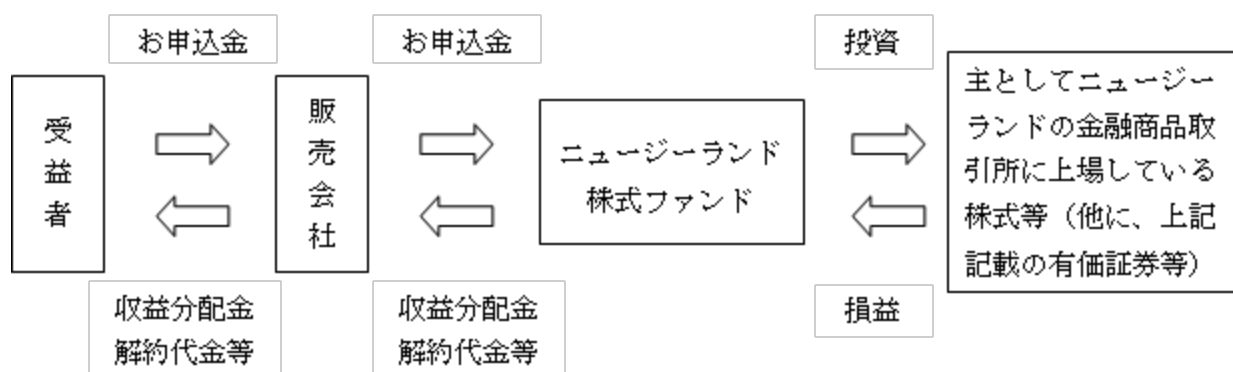 お申込金
お申込金
投資
受益者
販売会社
ニュージーランド
株式ファンド
主としてニュージー
ランドの金融商品取
引所に上場している
株式等（他に、上記
記載の有価証券等）
収益分配金
解約代金等
収益分配金
解約代金等
損益